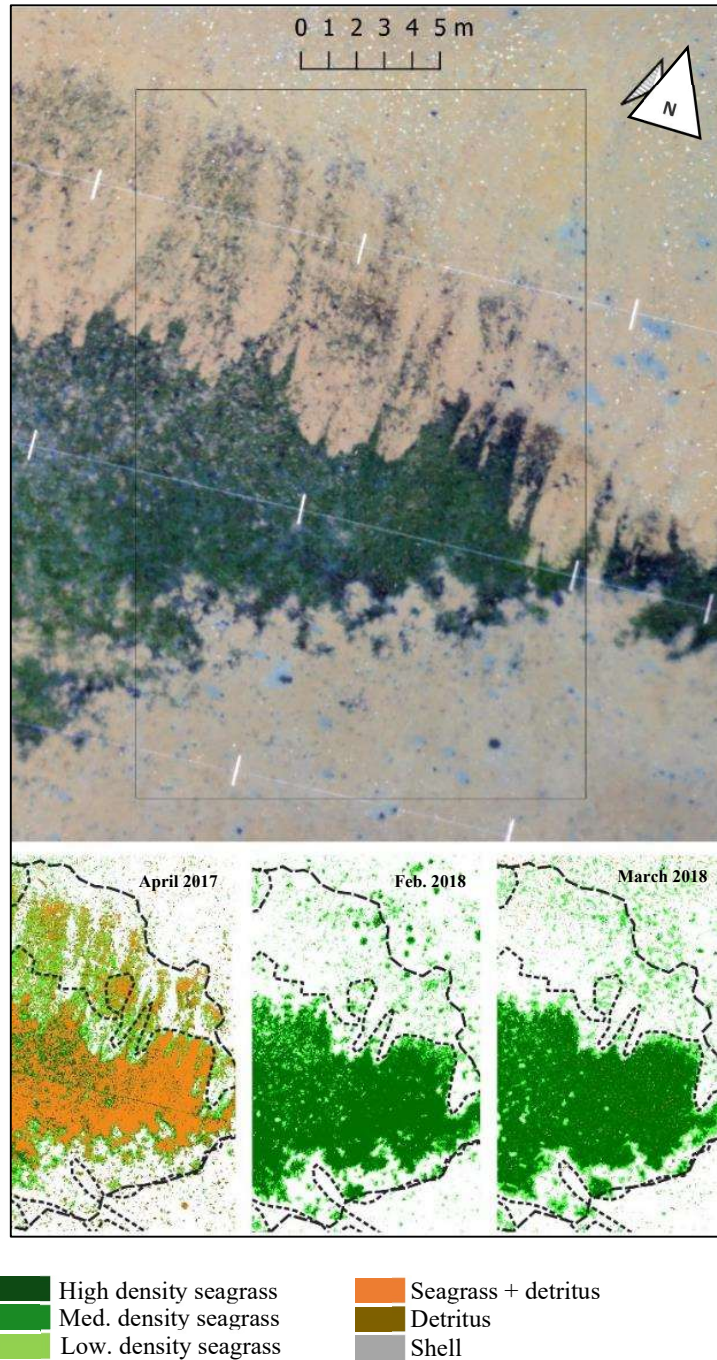 0 1 2 3 4 5 m
N
April 2017
Feb. 2018
March 2018
High density seagrass
Med. density seagrass
Low. density seagrass
Seagrass + detritus
Detritus
Shell